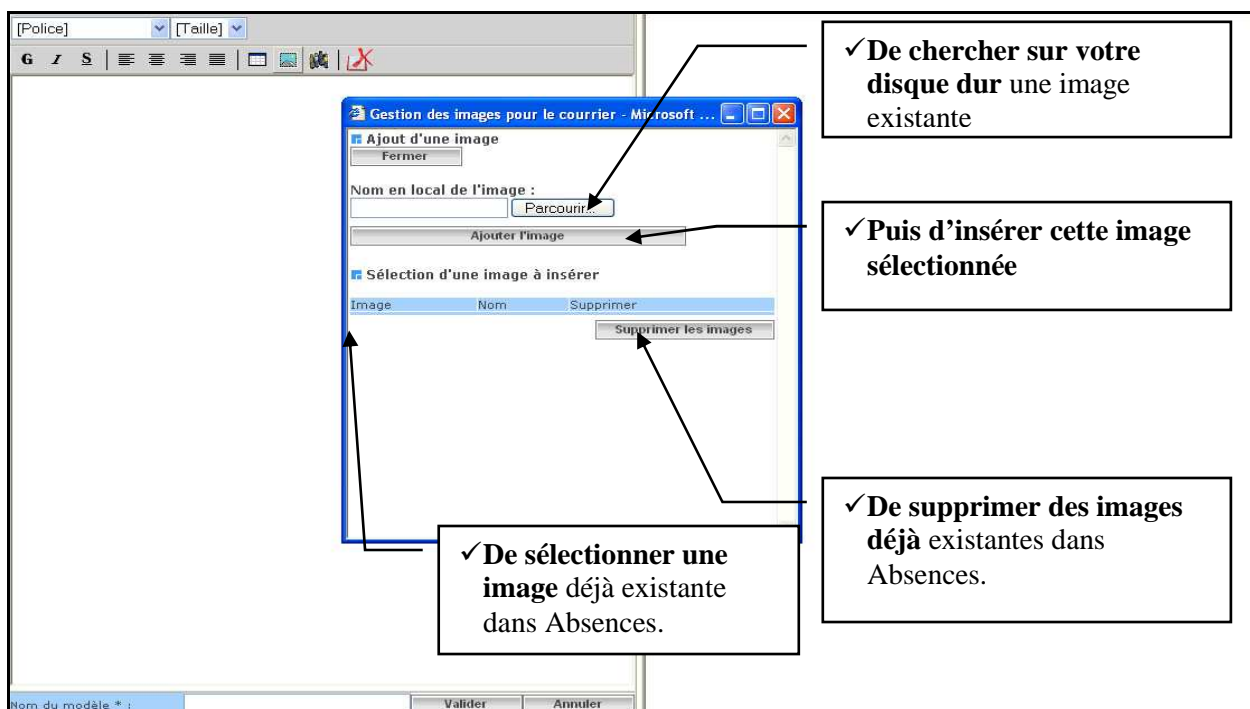 [Police] [Taille]
G I S
Gestion des images pour le courrier - Microsoft ...
Ajout d'une image
Fermer
Nom en local de l'image :
Parcourir...
Ajouter l'image
Sélection d'une image à insérer
Image Nom Supprimer
Supprimer les images
✓De chercher sur votre
disque dur une image
existante
✓Puis d’insérer cette image
sélectionnée
✓De supprimer des images
déjà existantes dans
Absences.
✓De sélectionner une
image déjà existante
dans Absences.
Nom du modèle * : Valider Annuler